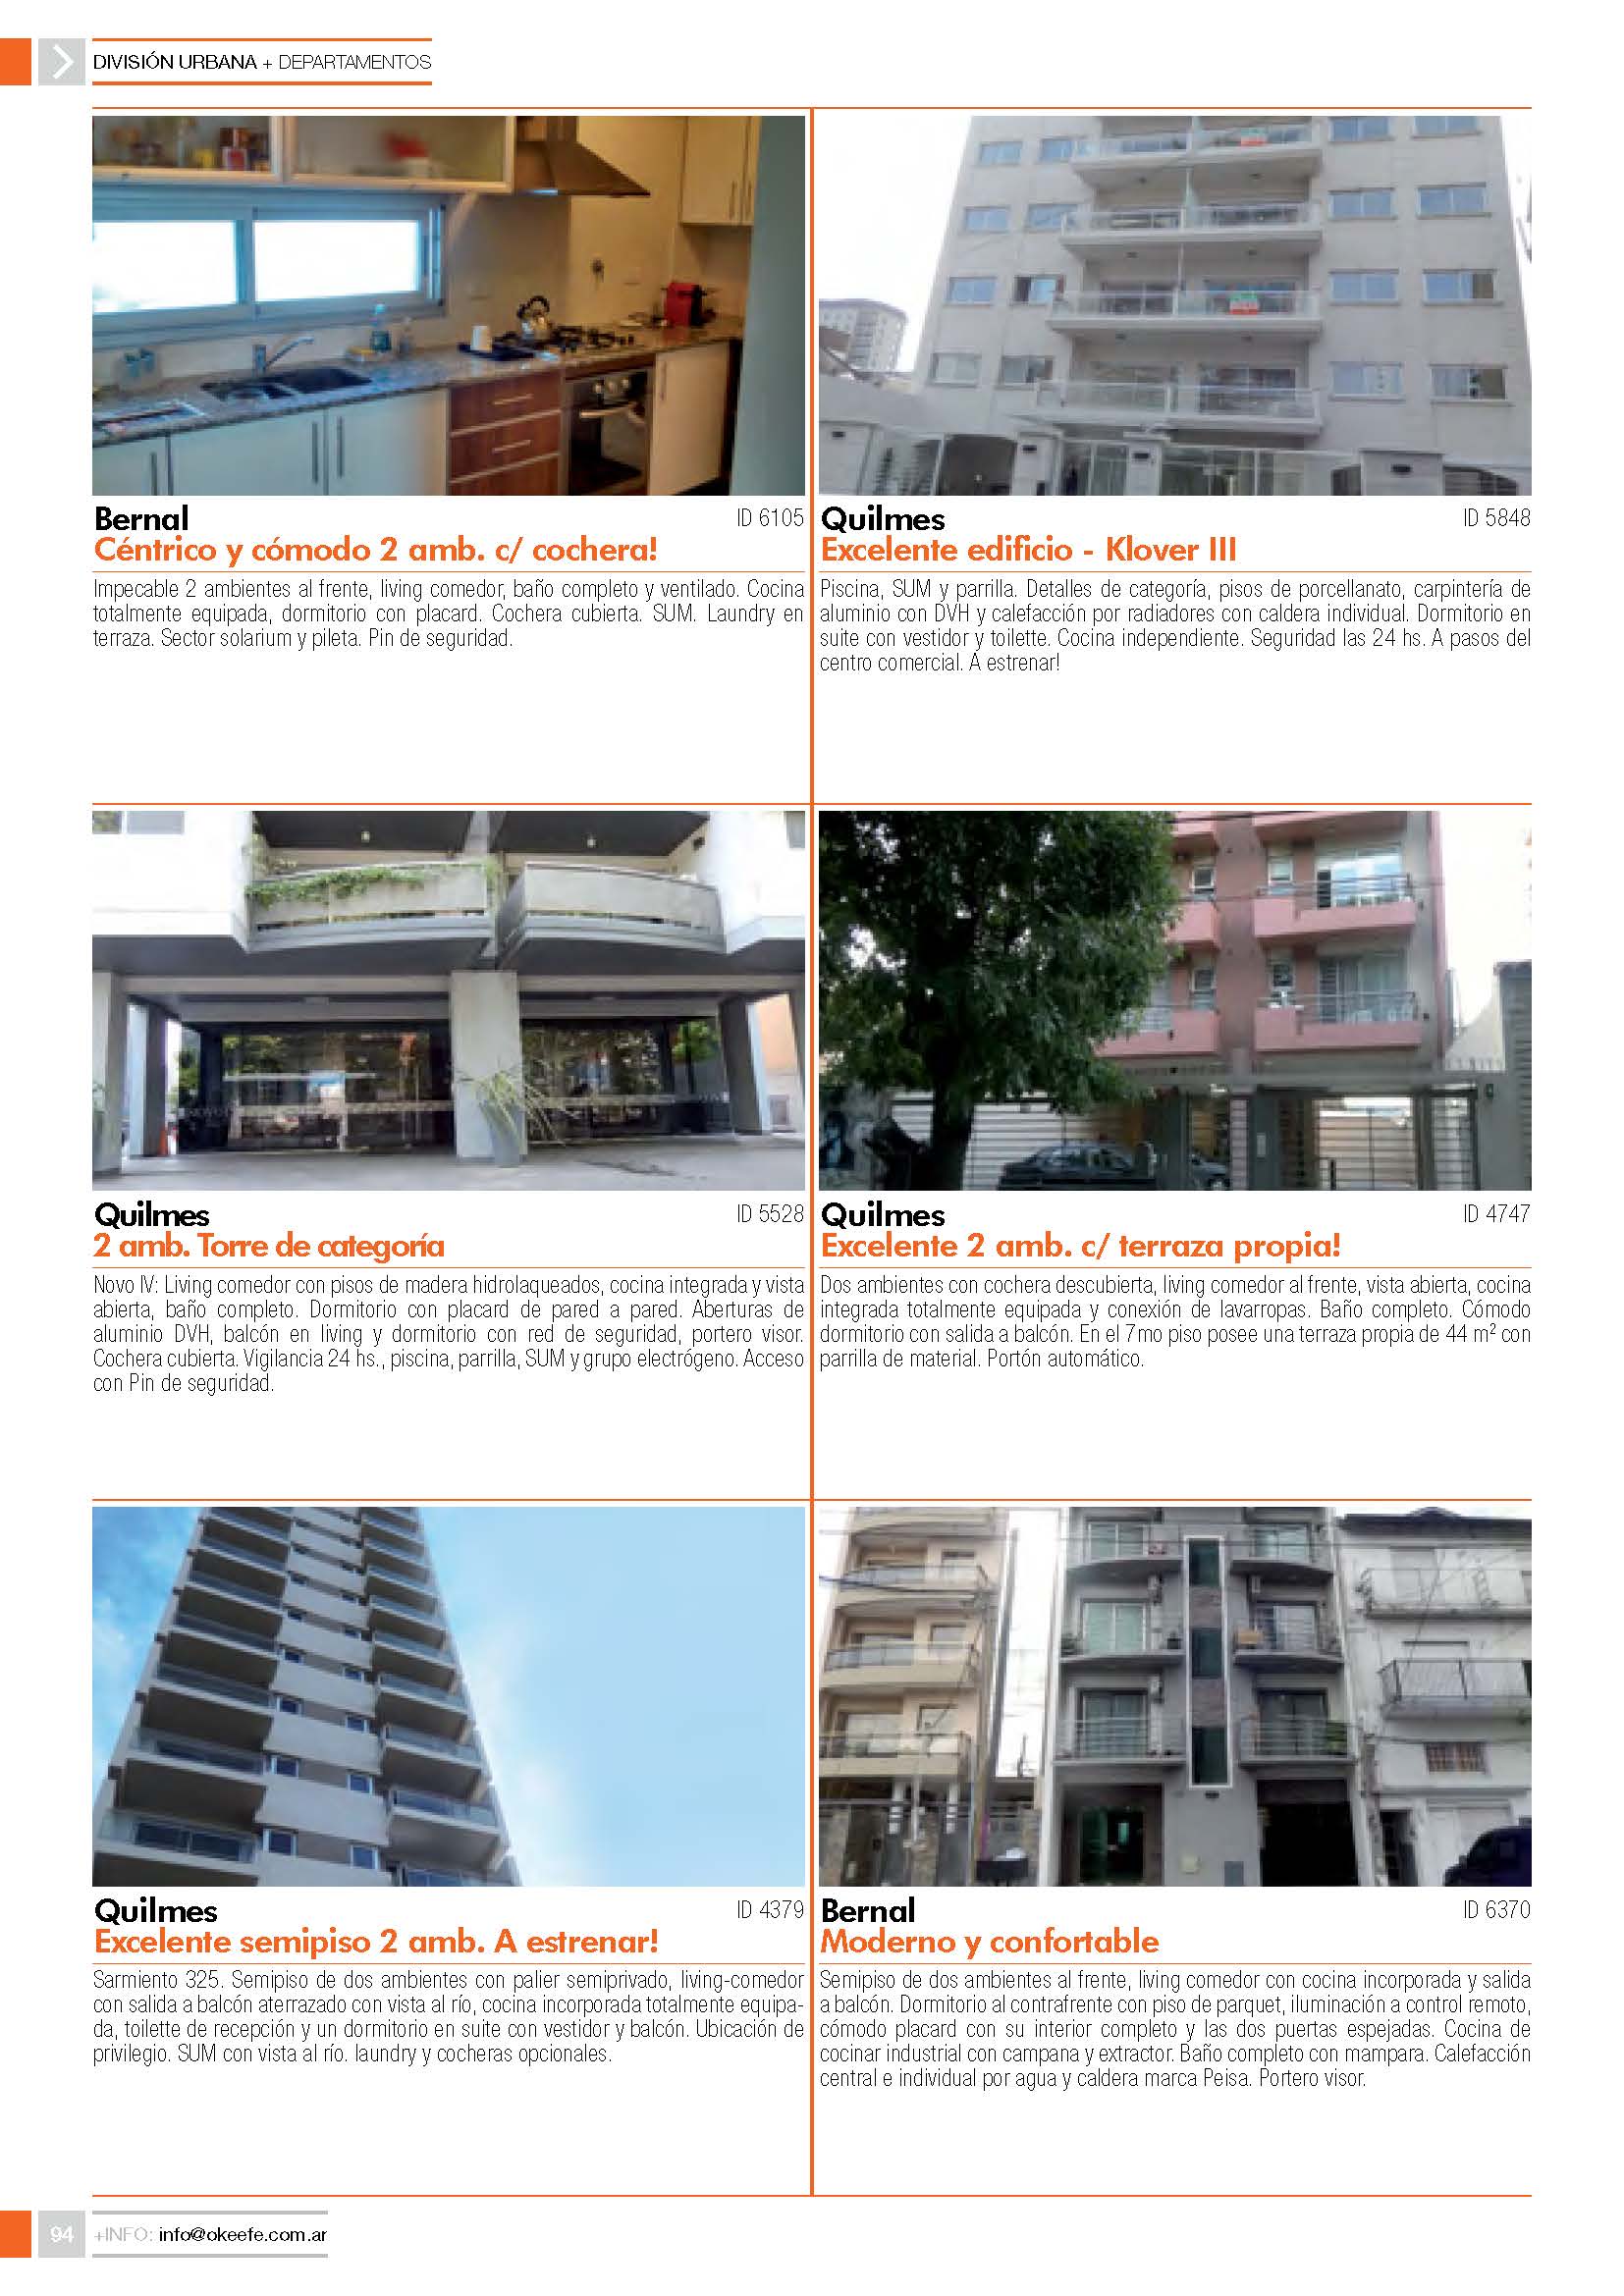 DIVISIÓN URBANA + DEPARTAMENTOS
Bernal
ID 6105
Céntrico y cómodo 2 amb. c/ cochera!
Impecable 2 ambientes al frente, living comedor, baño completo y ventilado. Cocina
totalmente equipada, dormitorio con placard. Cochera cubierta. SUM. Laundry en
terraza. Sector solarium y pileta. Pin de seguridad.
Quilmes
ID 5848
Excelente edificio - Klover III
Piscina, SUM y parrilla. Detalles de categoría, pisos de porcellanato, carpintería de
aluminio con DVH y calefacción por radiadores con caldera individual. Dormitorio en
suite con vestidor y toilette. Cocina independiente. Seguridad las 24 hs. A pasos del
centro comercial. A estrenar!
Quilmes
ID 5528
2 amb. Torre de categoría
Novo IV: Living comedor con pisos de madera hidrolaqueados, cocina integrada y vista
abierta, baño completo. Dormitorio con placard de pared a pared. Aberturas de
aluminio DVH, balcón en living y dormitorio con red de seguridad, portero visor.
Cochera cubierta. Vigilancia 24 hs., piscina, parrilla, SUM y grupo electrógeno. Acceso
con Pin de seguridad.
Quilmes
ID 4747
Excelente 2 amb. c/ terraza propia!
Dos ambientes con cochera descubierta, living comedor al frente, vista abierta, cocina
integrada totalmente equipada y conexión de lavarropas. Baño completo. Cómodo
dormitorio con salida a balcón. En el 7mo piso posee una terraza propia de 44 m² con
parrilla de material. Portón automático.
Quilmes
ID 4379
Excelente semipiso 2 amb. A estrenar!
Sarmiento 325. Semipiso de dos ambientes con palier semiprivado, living-comedor
con salida a balcón aterrazado con vista al río, cocina incorporada totalmente equipa-
da, toilette de recepción y un dormitorio en suite con vestidor y balcón. Ubicación de
privilegio. SUM con vista al río. laundry y cocheras opcionales.
Bernal
ID 6370
Moderno y confortable
Semipiso de dos ambientes al frente, living comedor con cocina incorporada y salida
a balcón. Dormitorio al contrafrente con piso de parquet, iluminación a control remoto,
cómodo placard con su interior completo y las dos puertas espejadas. Cocina de
cocinar industrial con campana y extractor. Baño completo con mampara. Calefacción
central e individual por agua y caldera marca Peisa. Portero visor.
94
+INFO: info@okeefe.com.ar